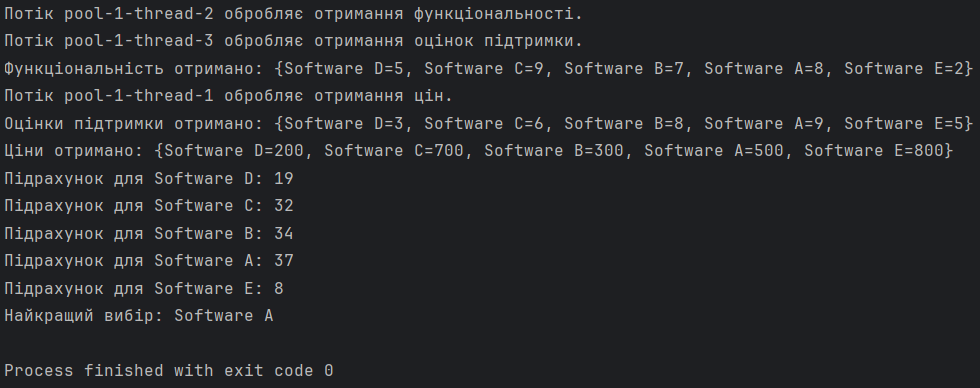 Потік pool-1-thread-2 обробляє отримання функціональності.
Потік pool-1-thread-3 обробляє отримання оцінок підтримки.
Функціональність отримано: {Software D=5, Software C=9, Software B=7, Software A=8, Software E=2}
Потік pool-1-thread-1 обробляє отримання цін.
Оцінки підтримки отримано: {Software D=3, Software C=6, Software B=8, Software A=9, Software E=5}
Ціни отримано: {Software D=200, Software C=700, Software B=300, Software A=500, Software E=800}
Підрахунок для Software D: 19
Підрахунок для Software C: 32
Підрахунок для Software B: 34
Підрахунок для Software A: 37
Підрахунок для Software E: 8
Найкращий вибір: Software A
Process finished with exit code 0